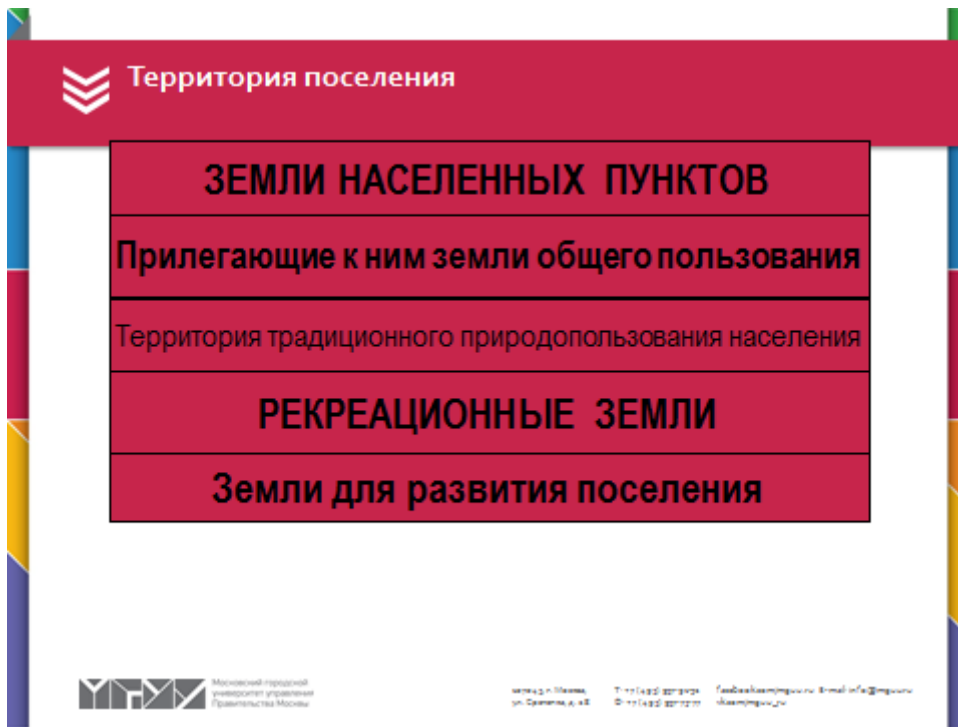 Территория поселения
ЗЕМЛИ НАСЕЛЕННЫХ ПУНКТОВ
Прилегающие к ним земли общего пользования
Территория традиционного природопользования населения
РЕКРЕАЦИОННЫЕ ЗЕМЛИ
Земли для развития поселения
МГУУ
Московский городской
университет управления
Правительства Москвы